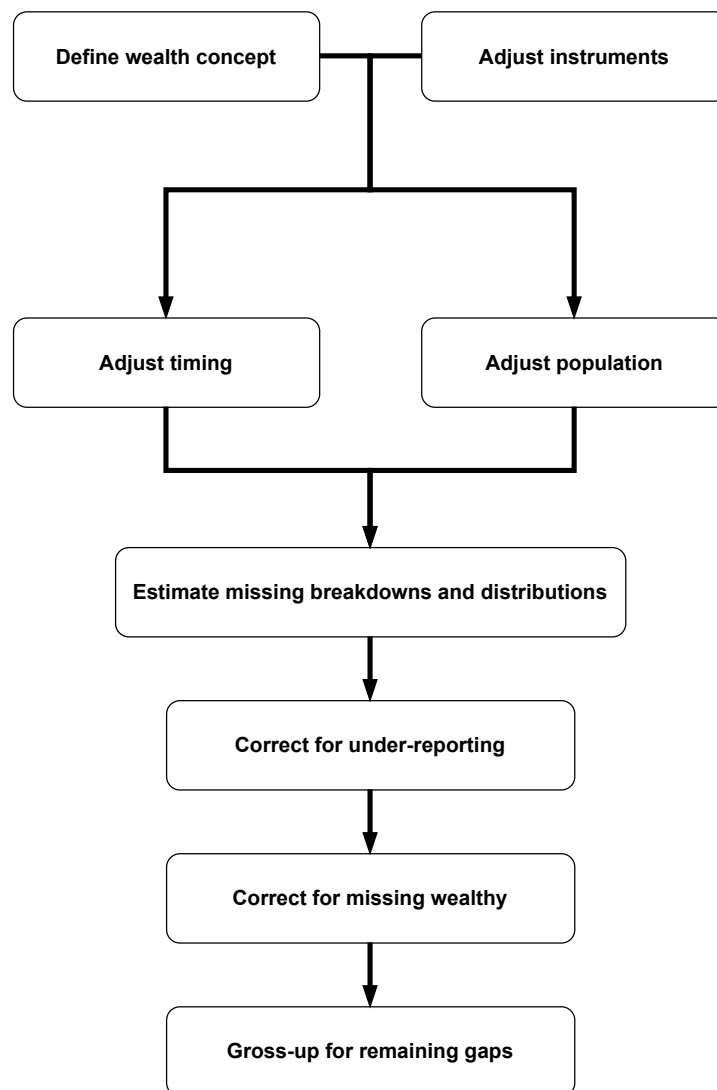 Define wealth concept
Adjust instruments
Adjust timing
Adjust population
Estimate missing breakdowns and distributions
Correct for under-reporting
Correct for missing wealthy
Gross-up for remaining gaps